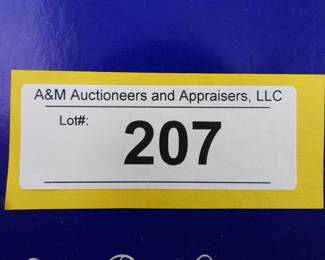 A&M Auctioneers and Appraisers, LLC
Lot#:
207